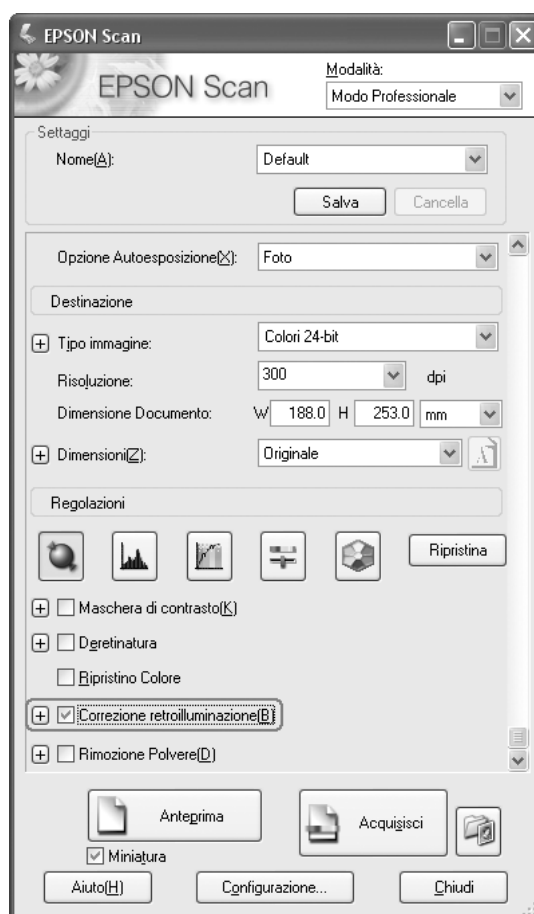 EPSON Scan
EPSON Scan
Modalità:
Modo Professionale
Settaggi
Nome(A): Default
Salva Cancella
Opzione Autoesposizione(X): Foto
Destinazione
Tipo immagine: Colori 24-bit
Risoluzione: 300 dpi
Dimensione Documento: W 188.0 H 253.0 mm
Dimensioni(Z): Originale
Regolazioni
Ripristina
Maschera di contrasto(K)
Deretinatura
Ripristino Colore
Correzione retroilluminazione(B)
Rimozione Polvere(D)
Anteprima Acquisisci
Miniatura
Aiuto(H) Configurazione... Chiudi